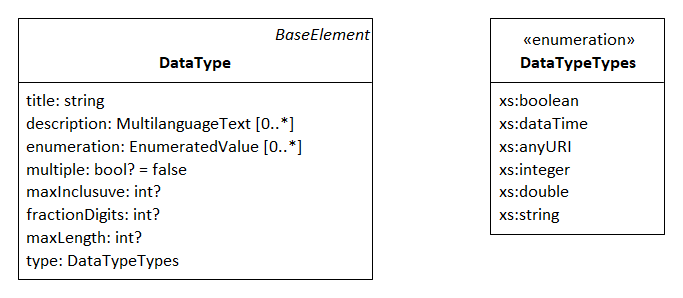 BaseElement
DataType
title: string
description: MultilanguageText [0..*]
enumeration: EnumeratedValue [0..*]
multiple: bool? = false
maxInclusuve: int?
fractionDigits: int?
maxLength: int?
type: DataTypeTypes
«enumeration»
DataTypeTypes
xs:boolean
xs:dataTime
xs:anyURI
xs:integer
xs:double
xs:string